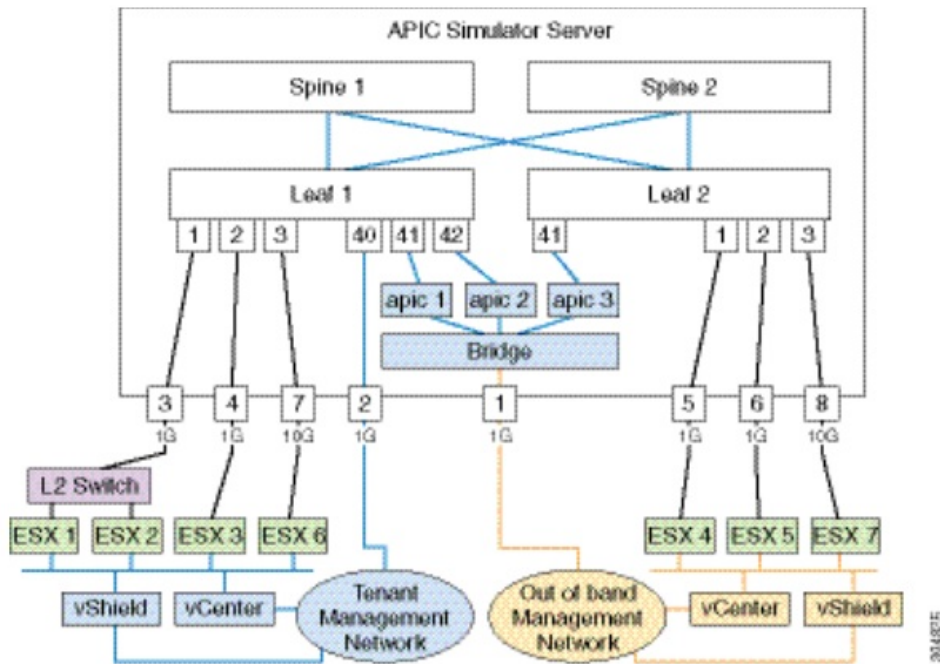 APIC Simulator Server
Spine 1 Spine 2
Leaf 1 Leaf 2
1 2 3 40 41 42 41 1 2 3
apic 1 apic 2 apic 3
Bridge
3 4 7 2 1 5 6 8
1G 1G 10G 1G 1G 1G 1G 10G
L2 Switch
ESX 1 ESX 2 ESX 3 ESX 6 ESX 4 ESX 5 ESX 7
vShield vCenter
Tenant
Management
Network
Out of band
Management
Network
vCenter vShield